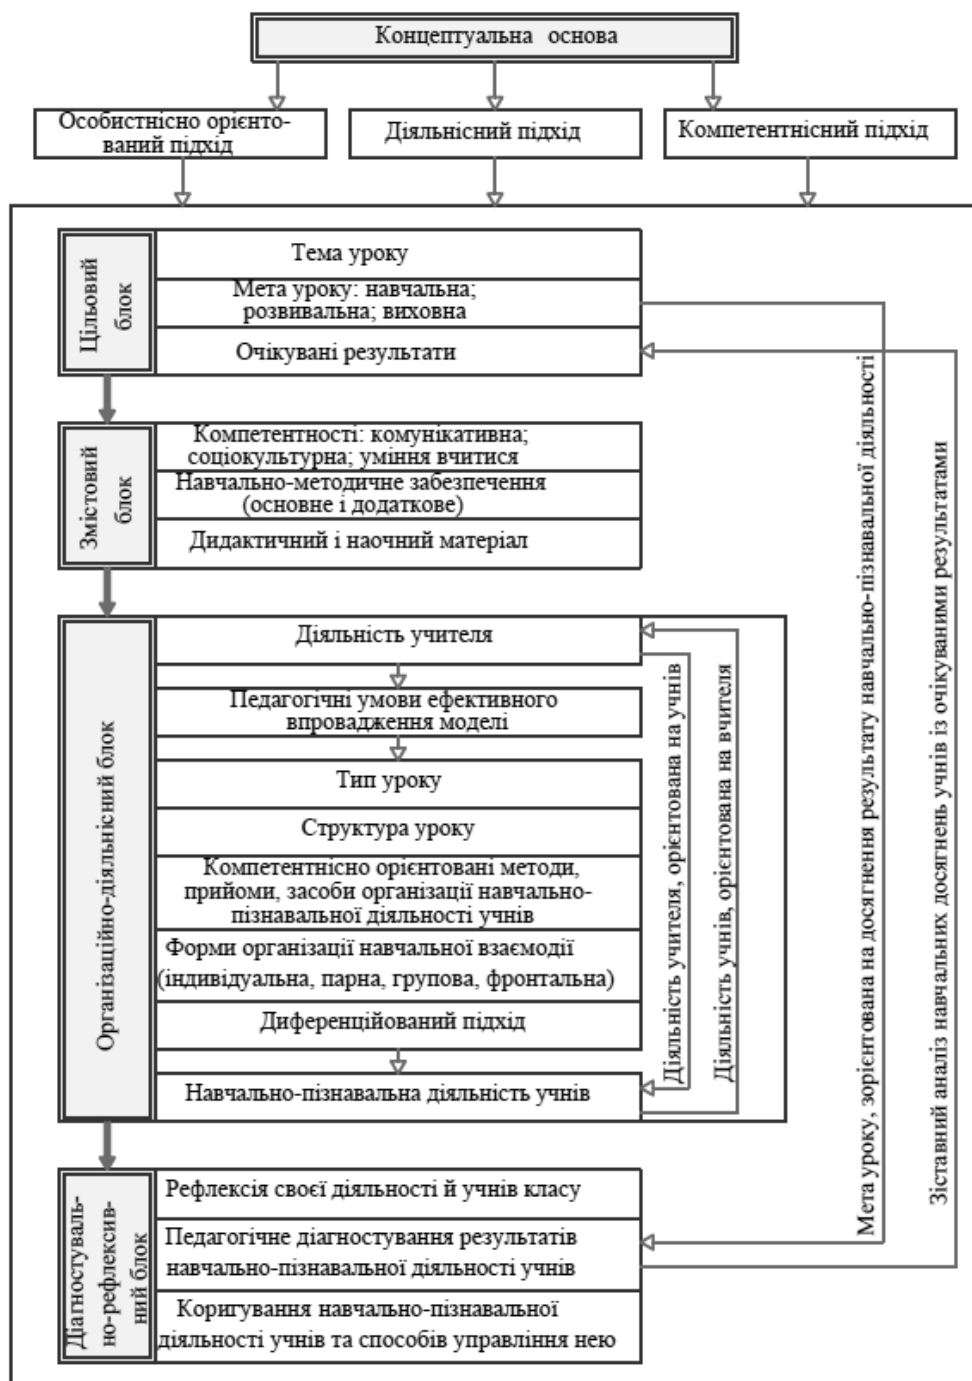 Концептуальна основа
Особистнісно орієнто-
ваний підхід
Діяльнісний підхід
Компетентнісний підхід
Цільовий
блок
Тема уроку
Мета уроку: навчальна;
розвивальна; виховна
Очікувані результати
Змістовий
блок
Компетентності: комунікативна;
соціокультурна; уміння вчитися
Навчально-методичне забезпечення
(основне і додаткове)
Дидактичний і наочний матеріал
Організаційно-діяльнісний блок
Діяльність учителя
Педагогічні умови ефективного
впровадження моделі
Тип уроку
Структура уроку
Компетентнісно орієнтовані методи,
прийоми, засоби організації навчально-
пізнавальної діяльності учнів
Форми організації навчальної взаємодії
(індивідуальна, парна, групова, фронтальна)
Диференційований підхід
Навчально-пізнавальна діяльність учнів
Діяльність учителя, орієнтована на учнів
Діяльність учнів, орієнтована на вчителя
Мета уроку, зорієнтована на досягнення результату навчально-пізнавальної діяльності
Зіставний аналіз навчальних досягнень учнів із очікуваними результатами
Діагностуваль-
но-рефлексив-
ний блок
Рефлексія своєї діяльності й учнів класу
Педагогічне діагностування результатів
навчально-пізнавальної діяльності учнів
Коригування навчально-пізнавальної
діяльності учнів та способів управління нею